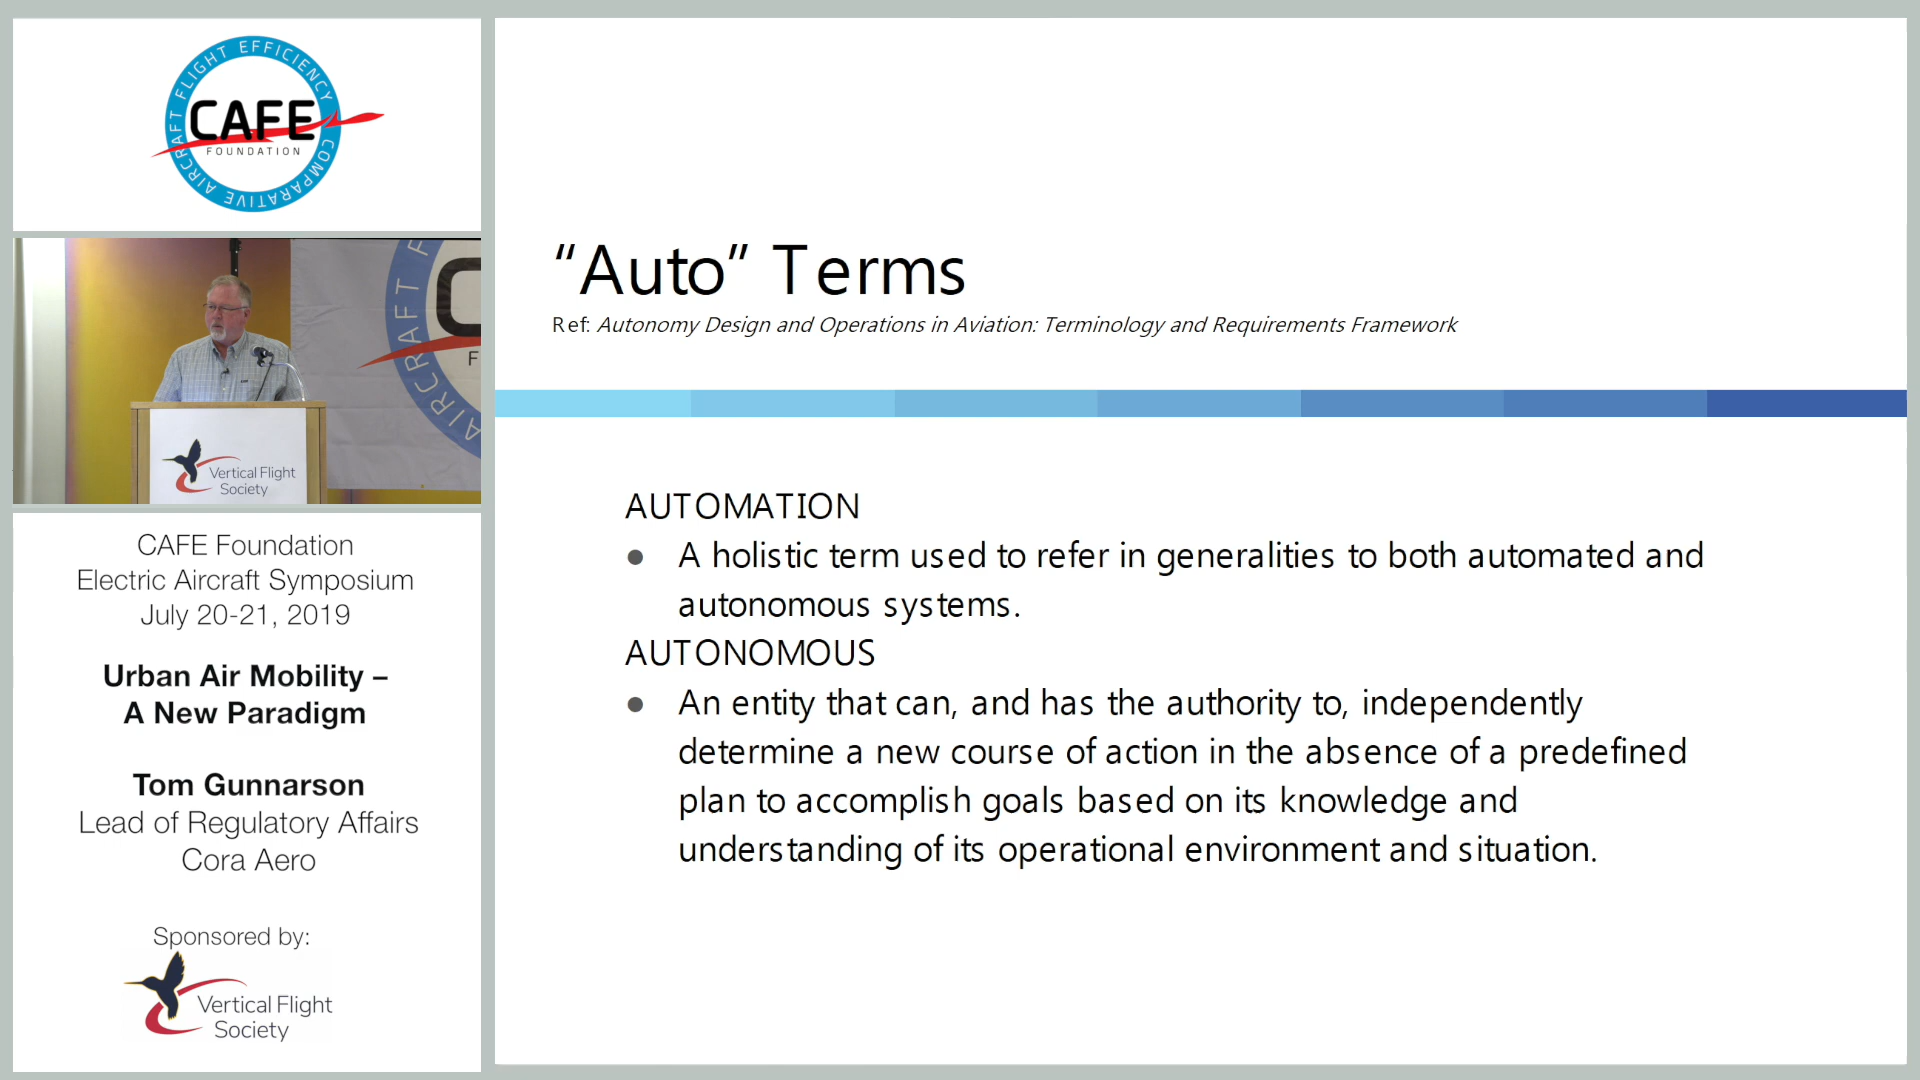 AIRCRAFT FLIGHT EFFICIENCY COMPARATIVE
CAFE
FOUNDATION
AIRCRAFT F
C
F
Vertical Flight
Society
CAFE Foundation
Electric Aircraft Symposium
July 20-21, 2019
Urban Air Mobility –
A New Paradigm
Tom Gunnarson
Lead of Regulatory Affairs
Cora Aero
Sponsored by:
Vertical Flight
Society
“Auto” Terms
Ref: Autonomy Design and Operations in Aviation: Terminology and Requirements Framework
AUTOMATION
● A holistic term used to refer in generalities to both automated and
autonomous systems.
AUTONOMOUS
● An entity that can, and has the authority to, independently
determine a new course of action in the absence of a predefined
plan to accomplish goals based on its knowledge and
understanding of its operational environment and situation.